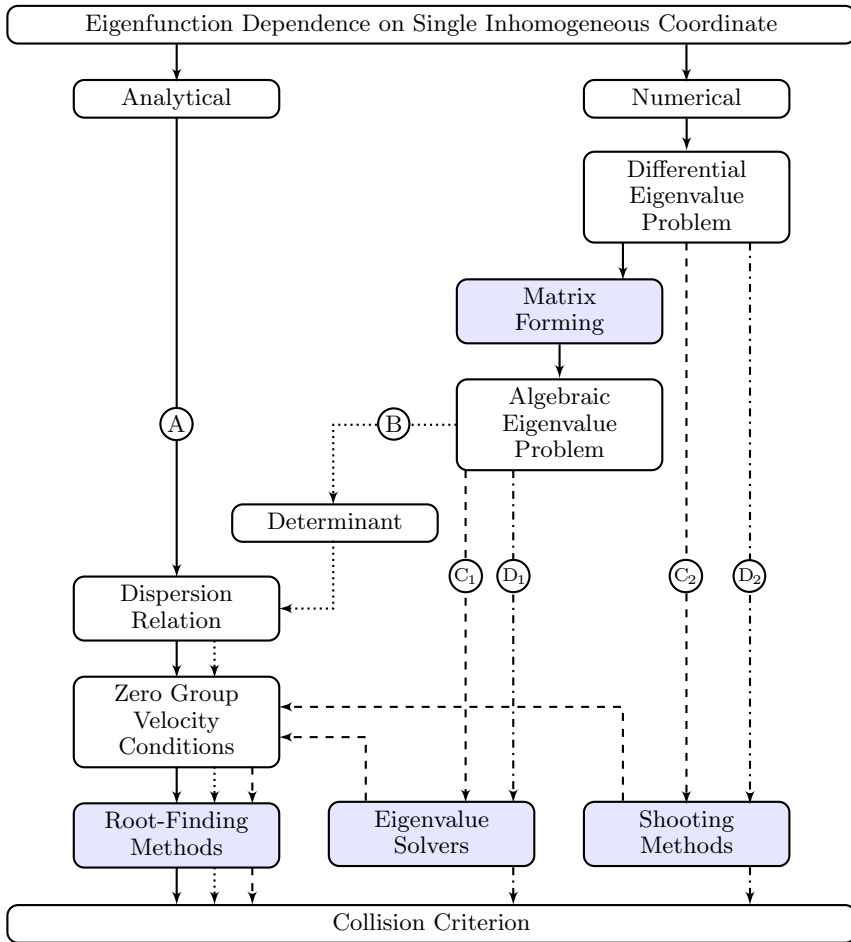 Eigenfunction Dependence on Single Inhomogeneous Coordinate
Analytical
Numerical
Differential
Eigenvalue
Problem
Matrix
Forming
Algebraic
Eigenvalue
Problem
A
B
Determinant
C₁
D₁
C₂
D₂
Dispersion
Relation
Zero Group
Velocity
Conditions
Root-Finding
Methods
Eigenvalue
Solvers
Shooting
Methods
Collision Criterion